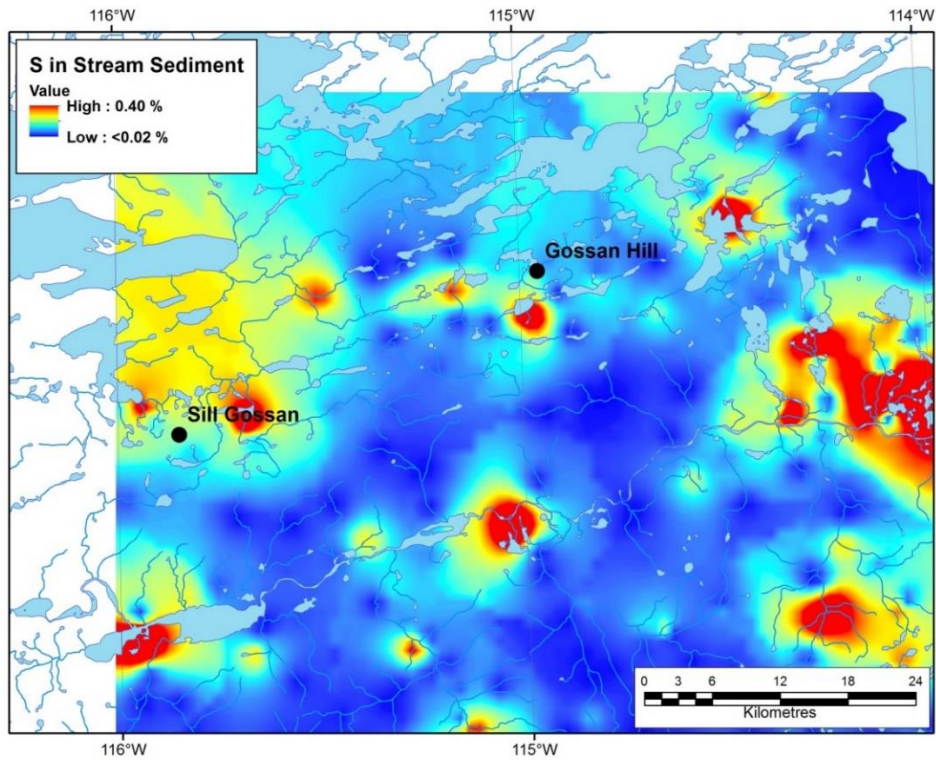 116°W
115°W
114°W
S in Stream Sediment
Value
High : 0.40 %
Low : <0.02 %
Gossan Hill
Sill Gossan
0 3 6 12 18 24
Kilometres
116°W
115°W